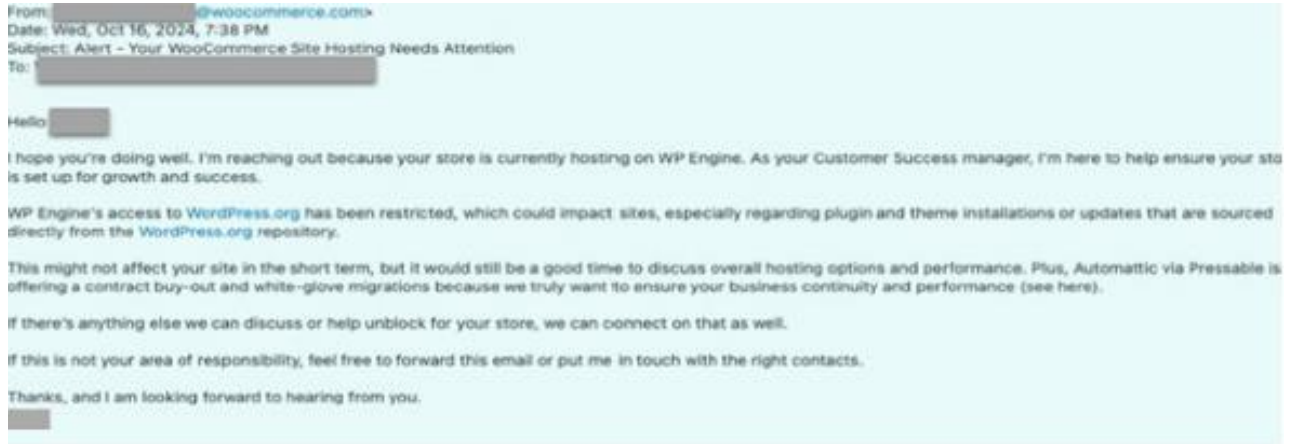 From: @woocommerce.com>
Date: Wed, Oct 16, 2024, 7:38 PM
Subject: Alert - Your WooCommerce Site Hosting Needs Attention
To:
Hello
I hope you're doing well. I'm reaching out because your store is currently hosting on WP Engine. As your Customer Success manager, I'm here to help ensure your sto
is set up for growth and success.
WP Engine's access to WordPress.org has been restricted, which could impact sites, especially regarding plugin and theme installations or updates that are sourced
directly from the WordPress.org repository.
This might not affect your site in the short term, but it would still be a good time to discuss overall hosting options and performance. Plus, Automattic via Pressable is
offering a contract buy-out and white-glove migrations because we truly want to ensure your business continuity and performance (see here).
If there's anything else we can discuss or help unblock for your store, we can connect on that as well.
If this is not your area of responsibility, feel free to forward this email or put me in touch with the right contacts.
Thanks, and I am looking forward to hearing from you.